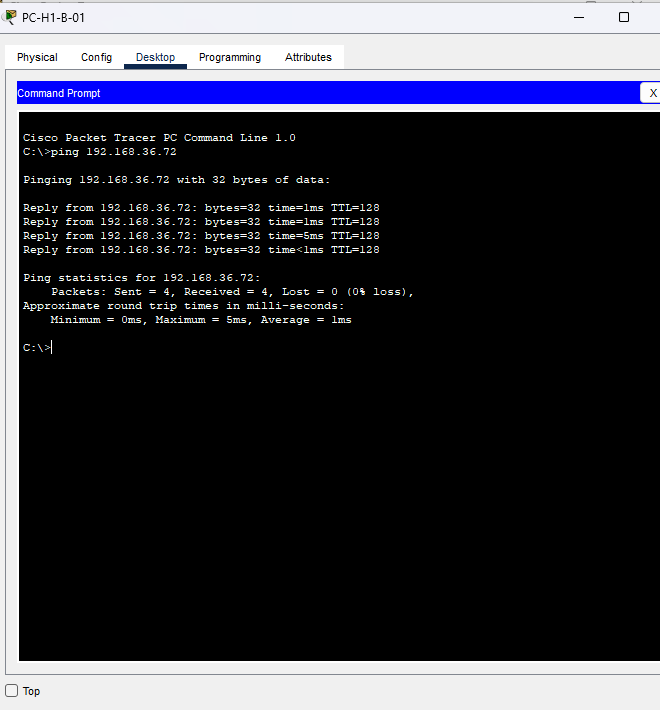 PC-H1-B-01
Physical Config Desktop Programming Attributes
Command Prompt
X
Cisco Packet Tracer PC Command Line 1.0
C:\>ping 192.168.36.72
Pinging 192.168.36.72 with 32 bytes of data:
Reply from 192.168.36.72: bytes=32 time=1ms TTL=128
Reply from 192.168.36.72: bytes=32 time=1ms TTL=128
Reply from 192.168.36.72: bytes=32 time=5ms TTL=128
Reply from 192.168.36.72: bytes=32 time<1ms TTL=128
Ping statistics for 192.168.36.72:
Packets: Sent = 4, Received = 4, Lost = 0 (0% loss),
Approximate round trip times in milli-seconds:
Minimum = 0ms, Maximum = 5ms, Average = 1ms
C:\>
Top